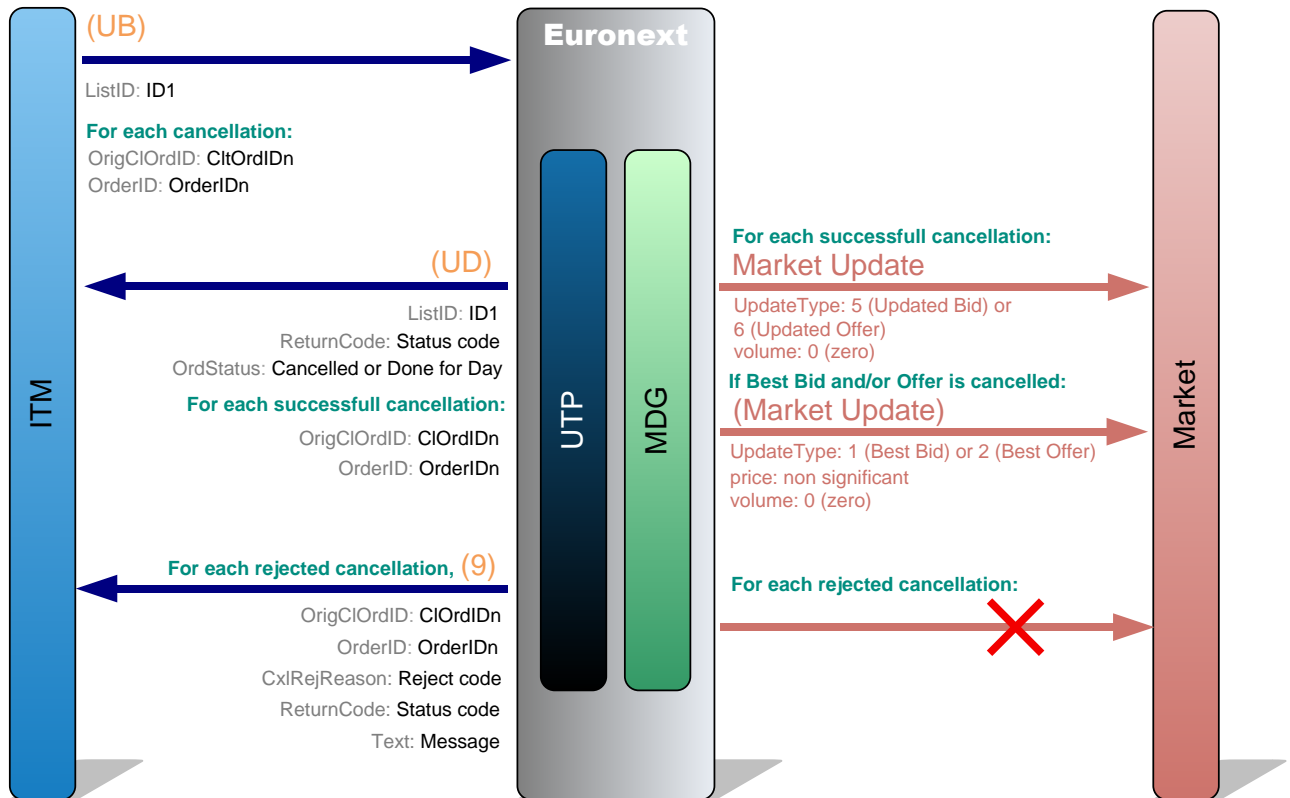 (UB)
Euronext
ListID: ID1
For each cancellation:
OrigClOrdID: CltOrdIDn
OrderID: OrderIDn
(UD)
ListID: ID1
ReturnCode: Status code
OrdStatus: Cancelled or Done for Day
For each successfull cancellation:
OrigClOrdID: ClOrdIDn
OrderID: OrderIDn
For each rejected cancellation, (9)
OrigClOrdID: ClOrdIDn
OrderID: OrderIDn
CxlRejReason: Reject code
ReturnCode: Status code
Text: Message
ITM
UTP
MDG
For each successfull cancellation:
Market Update
UpdateType: 5 (Updated Bid) or
6 (Updated Offer)
volume: 0 (zero)
If Best Bid and/or Offer is cancelled:
(Market Update)
UpdateType: 1 (Best Bid) or 2 (Best Offer)
price: non significant
volume: 0 (zero)
For each rejected cancellation:
Market